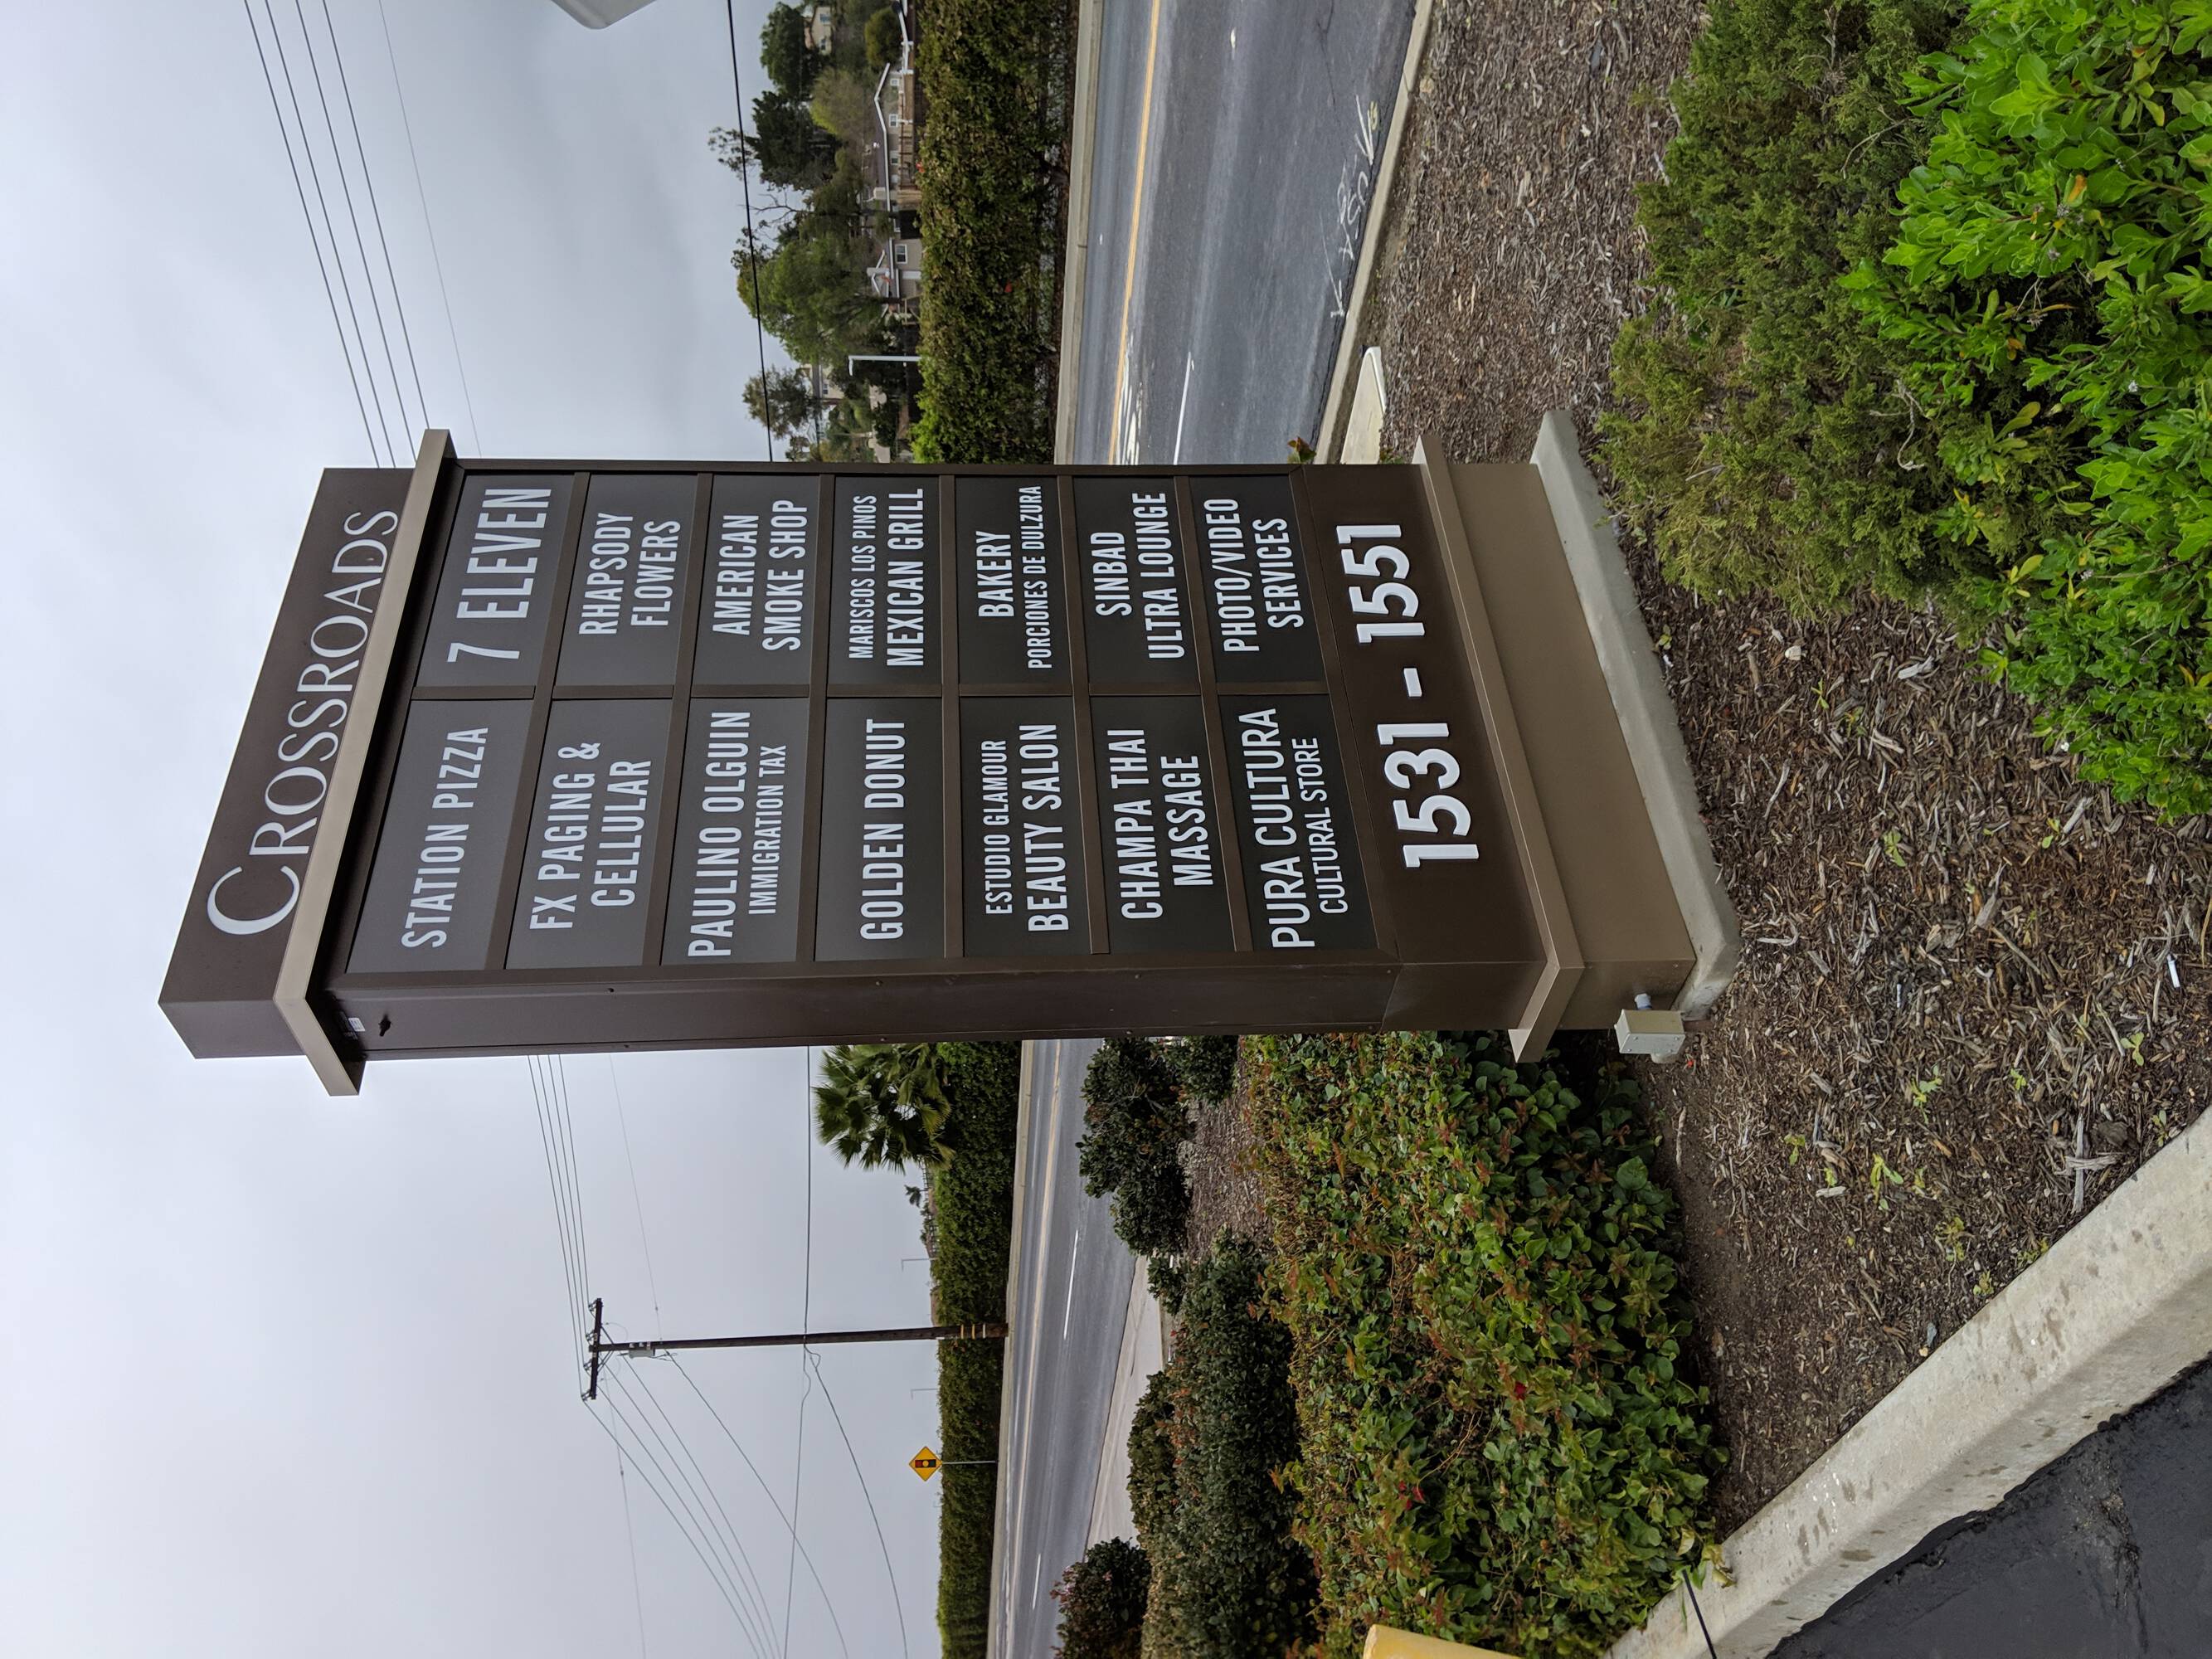 CROSSROADS
STATION PIZZA
7 ELEVEN
FX PAGING &
CELLULAR
RHAPSODY
FLOWERS
PAULINO OLGUIN
IMMIGRATION TAX
AMERICAN
SMOKE SHOP
GOLDEN DONUT
MARISCOS LOS PINOS
MEXICAN GRILL
ESTUDIO GLAMOUR
BEAUTY SALON
BAKERY
PORCIONES DE DULZURA
CHAMPA THAI
MASSAGE
SINBAD
ULTRA LOUNGE
PURA CULTURA
CULTURAL STORE
PHOTO/VIDEO
SERVICES
1531 - 1551